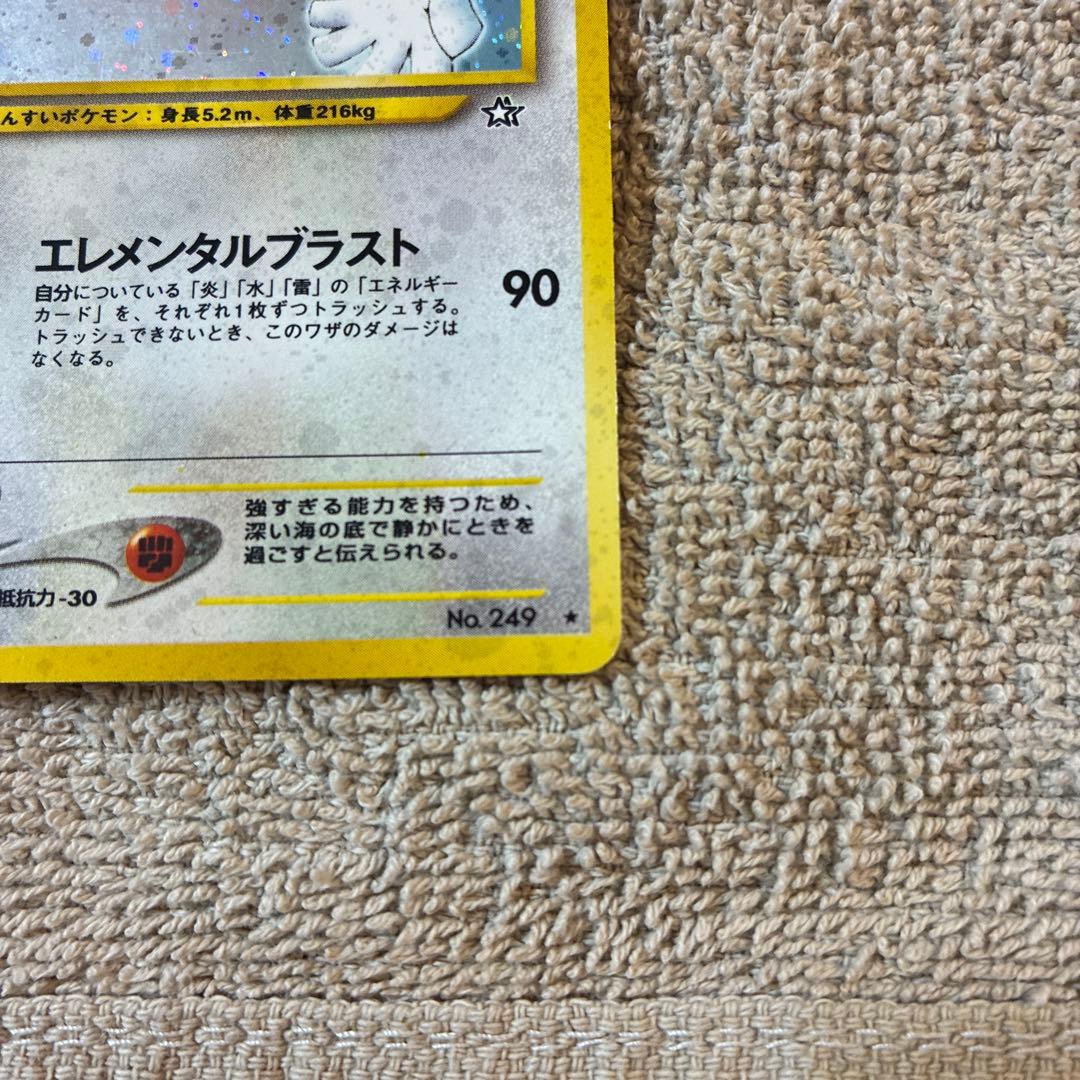 んすいポケモン：身長5.2m、体重216kg
エレメンタルブラスト
90
自分についている「炎」「水」「雷」の「エネルギー
カード」を、それぞれ1枚ずつトラッシュする。
トラッシュできないとき、このワザのダメージは
なくなる。
強すぎる能力を持つため、
深い海の底で静かにときを
過ごすと伝えられる。
抵抗力-30
No. 249 ★